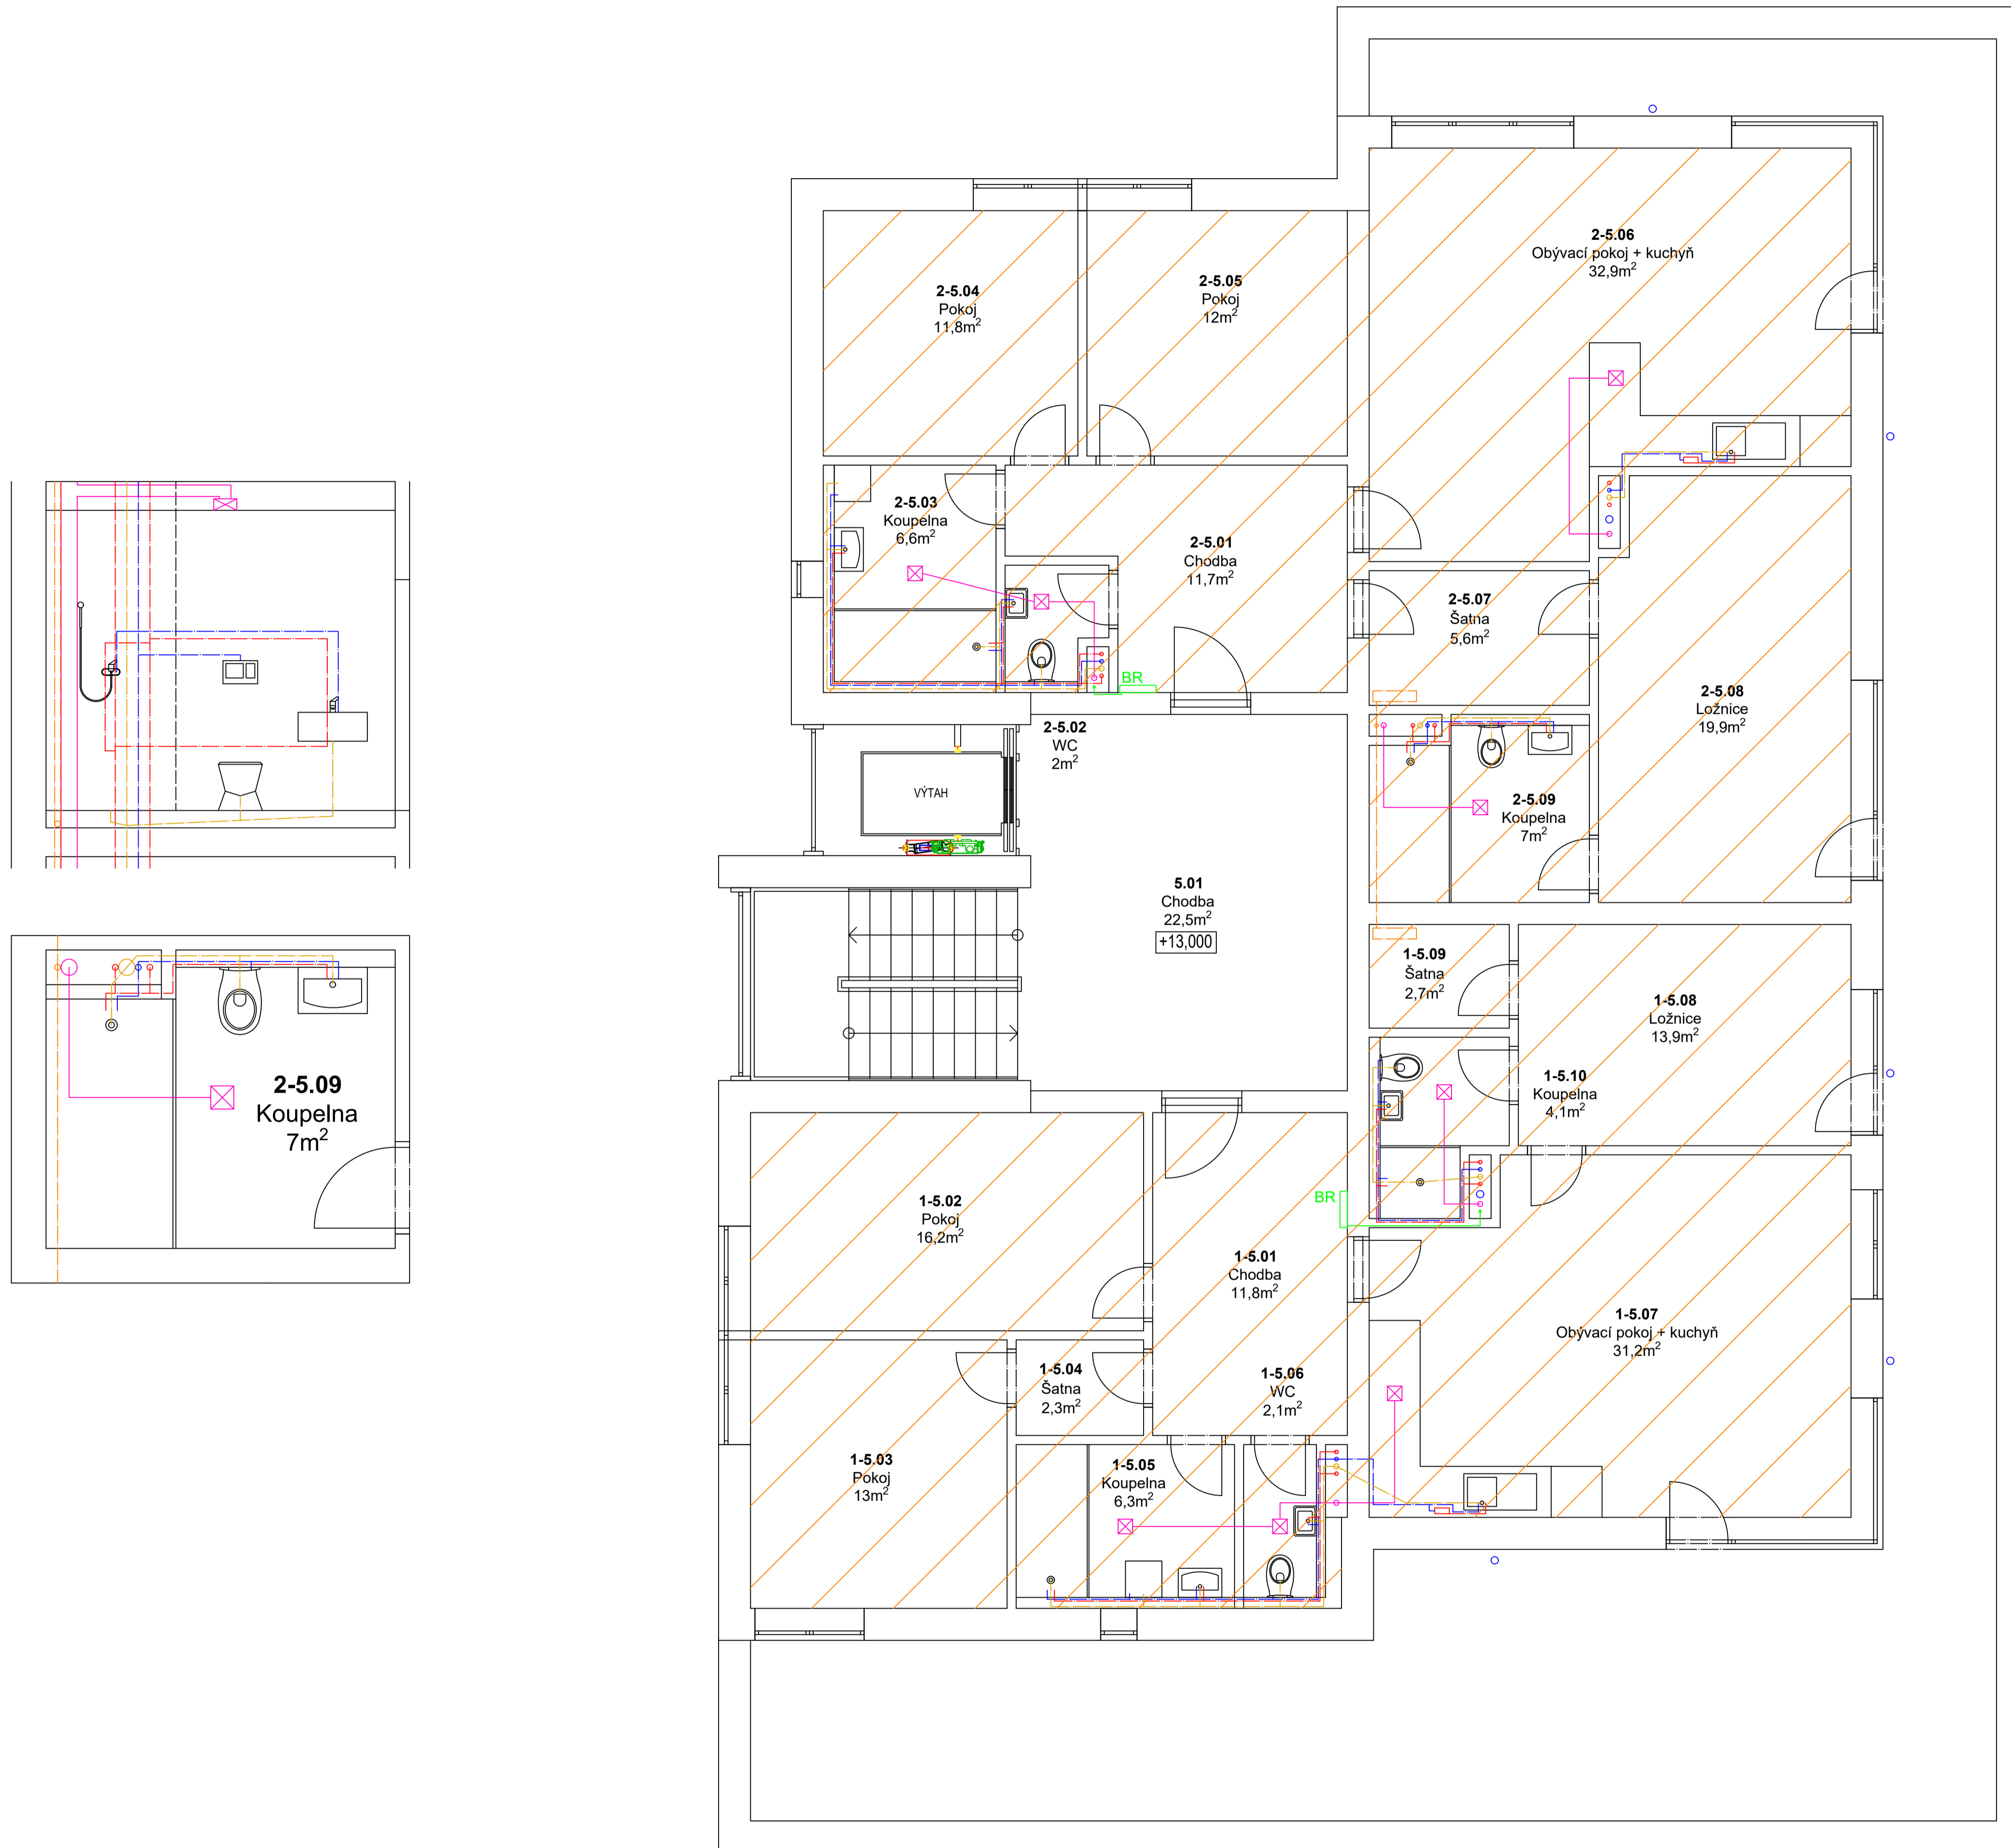 2-5.06
Obývací pokoj + kuchyň
32,9m²
2-5.04
Pokoj
11,8m²
2-5.05
Pokoj
12m²
2-5.03
Koupelna
6,6m²
2-5.01
Chodba
11,7m²
2-5.07
Šatna
5,6m²
BR
2-5.08
Ložnice
19,9m²
2-5.02
WC
2m²
VÝTAH
2-5.09
Koupelna
7m²
5.01
Chodba
22,5m²
+13,000
1-5.09
Šatna
2,7m²
1-5.08
Ložnice
13,9m²
2-5.09
Koupelna
7m²
1-5.10
Koupelna
4,1m²
BR
1-5.02
Pokoj
16,2m²
1-5.01
Chodba
11,8m²
1-5.07
Obývací pokoj + kuchyň
31,2m²
1-5.04
Šatna
2,3m²
1-5.06
WC
2,1m²
1-5.03
Pokoj
13m²
1-5.05
Koupelna
6,3m²